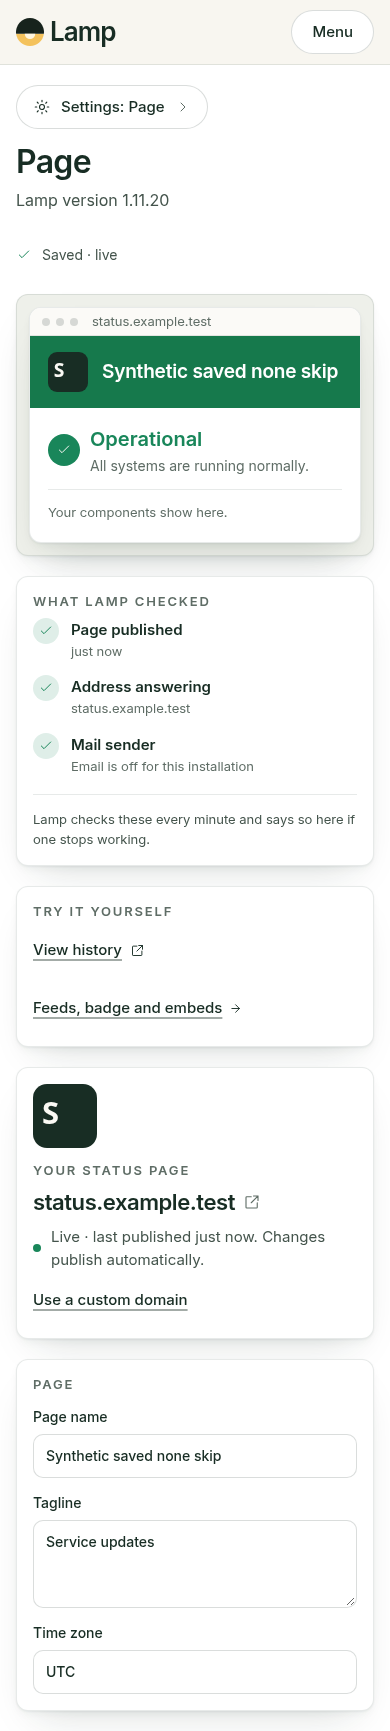 Lamp
Menu
Settings: Page
Page
Lamp version 1.11.20
Saved · live
status.example.test
S
Synthetic saved none skip
Operational
All systems are running normally.
Your components show here.
WHAT LAMP CHECKED
Page published
just now
Address answering
status.example.test
Mail sender
Email is off for this installation
Lamp checks these every minute and says so here if
one stops working.
TRY IT YOURSELF
View history
Feeds, badge and embeds
S
YOUR STATUS PAGE
status.example.test
Live · last published just now. Changes
publish automatically.
Use a custom domain
PAGE
Page name
Synthetic saved none skip
Tagline
Service updates
Time zone
UTC